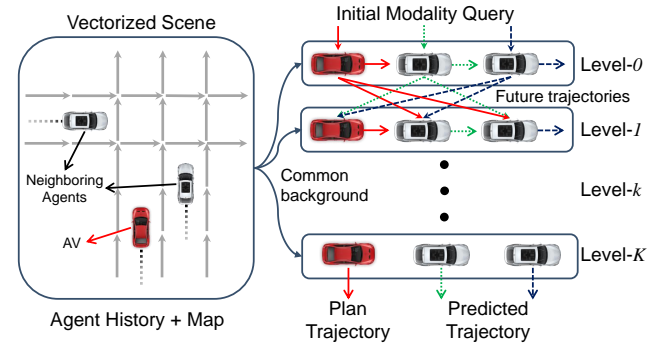 Vectorized Scene
Neighboring
Agents
AV
Agent History + Map
Initial Modality Query
Level-0
Future trajectories
Level-1
Common
background
Level-k
Level-K
Plan
Trajectory
Predicted
Trajectory